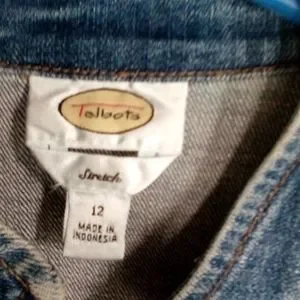 Talbots
Stretch
12
MADE IN
INDONESIA